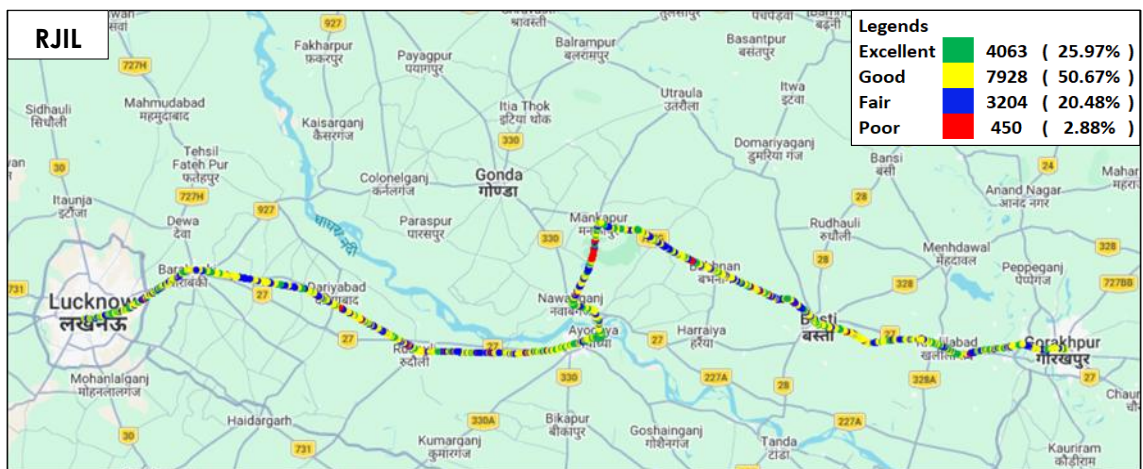 RJIL
Legends
Excellent 4063 ( 25.97% )
Good 7928 ( 50.67% )
Fair 3204 ( 20.48% )
Poor 450 ( 2.88% )
927
श्रावस्ती
Fakharpur
फ़करपुर
Payagpur
पयागपुर
Balrampur
बलरामपुर
Basantpur
बसंतपुर
727H
Sidhauli
सिधौली
Mahmudabad
महमूदाबाद
Kaisarganj
कैसरगंज
Itia Thok
इटिया थोक
Utraula
उतरौला
Itwa
इटवा
330
Domariyaganj
डुमरिया गंज
Bansi
बंसी
24
30
Tehsil
Fateh Pur
फतेहपुर
Colonelganj
कर्नलगंज
Gonda
गोण्डा
Anand Nagar
आनंद नगर
Itaunja
इटौंजा
727H
927
28
Dewa
देवा
Paraspur
पारसपुर
घाघरा नदी
330
Mankapur
Rudhauli
रुधौली
28
Menhdawal
मेंहदावल
328
Peppeganj
पेप्पेगंज
328
727BB
731
27
Dariyabad
Lucknow
लखनऊ
27
27
330
Harraiya
हर्रैया
27
Basti
बस्ती
27
Gorakhpur
गोरखपुर
27
Mohanlalganj
मोहनलालगंज
227A
28
328A
Haidargarh
330A
Bikapur
बीकापुर
Goshainganj
गोशैनगंज
227A
30
731
Kumarganj
कुमारगंज
Tanda
टांडा
Kauriram
कौड़ीराम